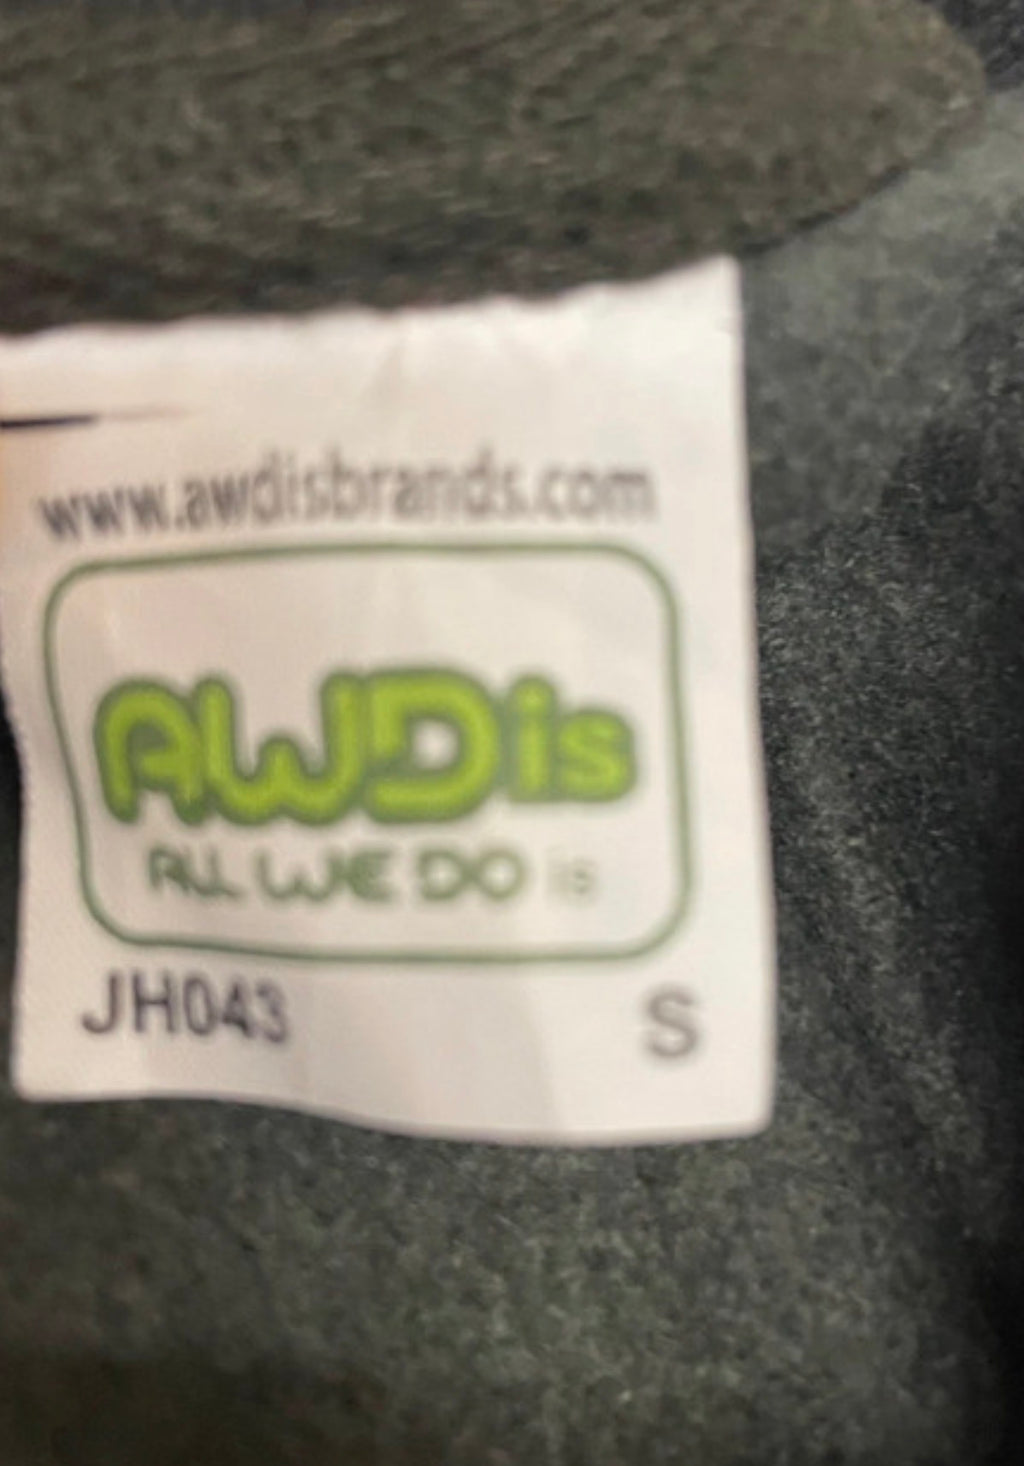 www.awdisbrands.com
AWDis
ALL WE DO is
JH043 S